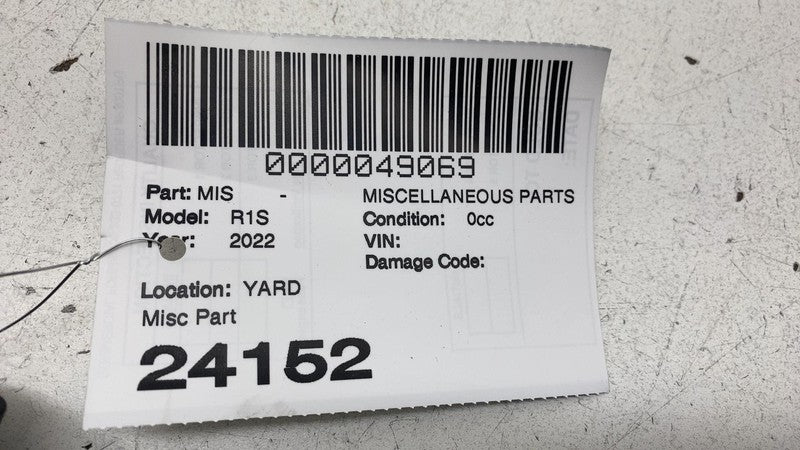 0000049069
Part: MIS - MISCELLANEOUS PARTS
Model: R1S Condition: 0cc
Year: 2022 VIN:
Damage Code:
Location: YARD
Misc Part
24152